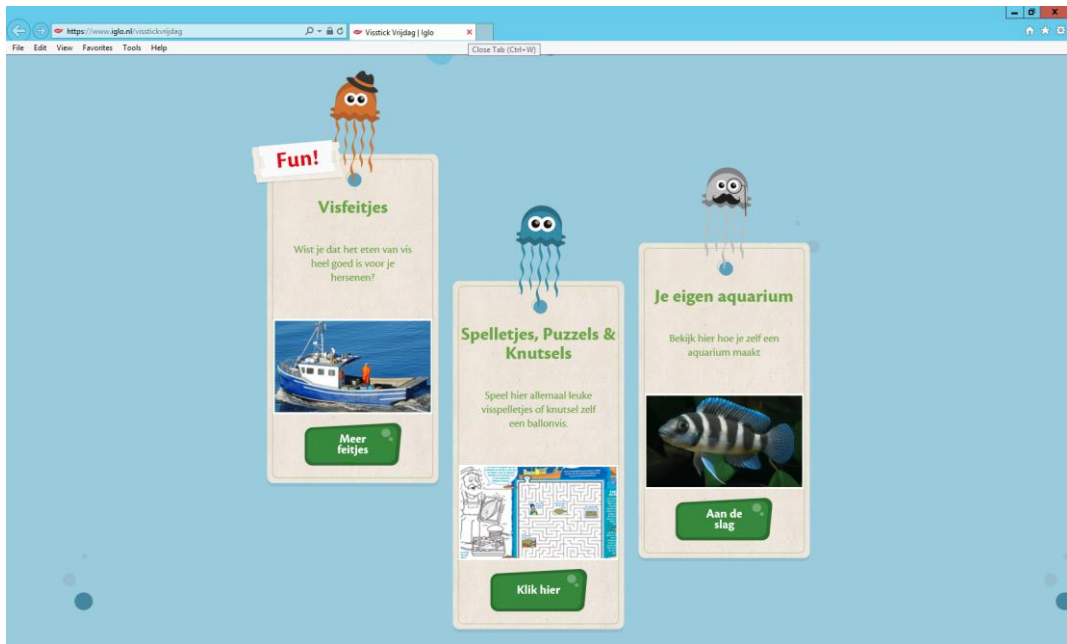 https://www.iglo.nl/visstickvrijdag
Visstick Vrijdag | Iglo
File Edit View Favorites Tools Help
Close Tab (Ctrl+W)
Fun!
Visfeitjes
Wist je dat het eten van vis
heel goed is voor je
hersenen?
Meer
feitjes
Spelletjes, Puzzels &
Knutsels
Speel hier allemaal leuke
visspelletjes of knutsel zelf
een ballonvis.
Klik hier
Je eigen aquarium
Bekijk hier hoe je zelf een
aquarium maakt
Aan de
slag